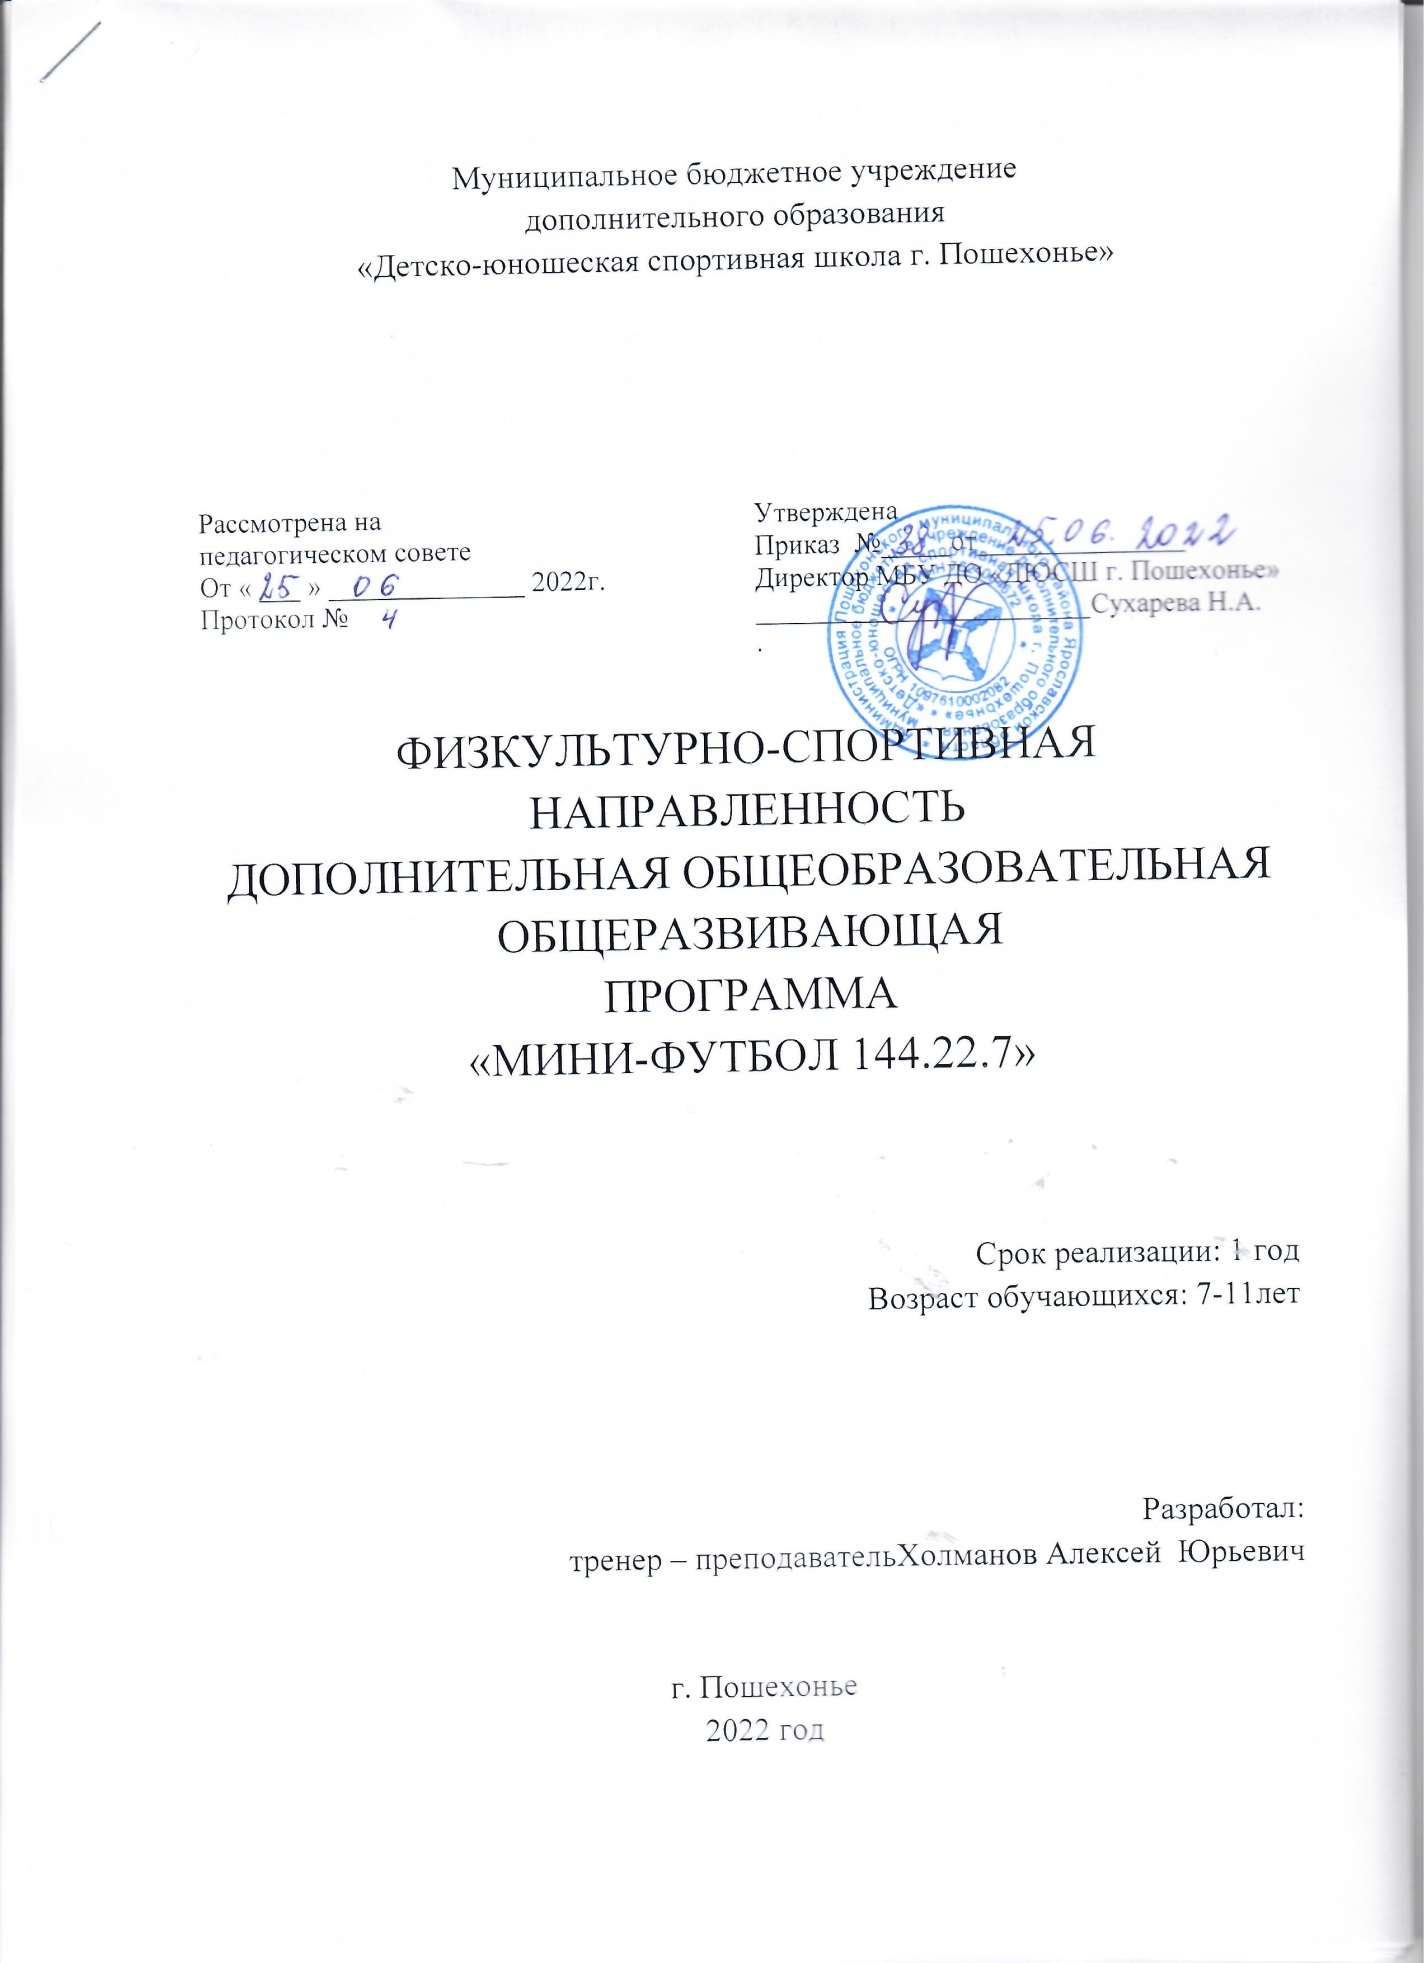 Муниципальное бюджетное учреждение
дополнительного образования
«Детско-юношеская спортивная школа г. Пошехонье»
Рассмотрена на
педагогическом совете
От « 25 » 06 2022г.
Протокол № 4
Утверждена
Приказ № 38 от 25.06.2022
Директор МБУ ДО «ДЮСШ г. Пошехонье»
Сухарева Н.А.
.
ОГРН 1097610002082
ФИЗКУЛЬТУРНО-СПОРТИВНАЯ
НАПРАВЛЕННОСТЬ
ДОПОЛНИТЕЛЬНАЯ ОБЩЕОБРАЗОВАТЕЛЬНАЯ
ОБЩЕРАЗВИВАЮЩАЯ
ПРОГРАММА
«МИНИ-ФУТБОЛ 144.22.7»
Срок реализации: 1 год
Возраст обучающихся: 7-11лет
Разработал:
тренер – преподавательХолманов Алексей Юрьевич
г. Пошехонье
2022 год